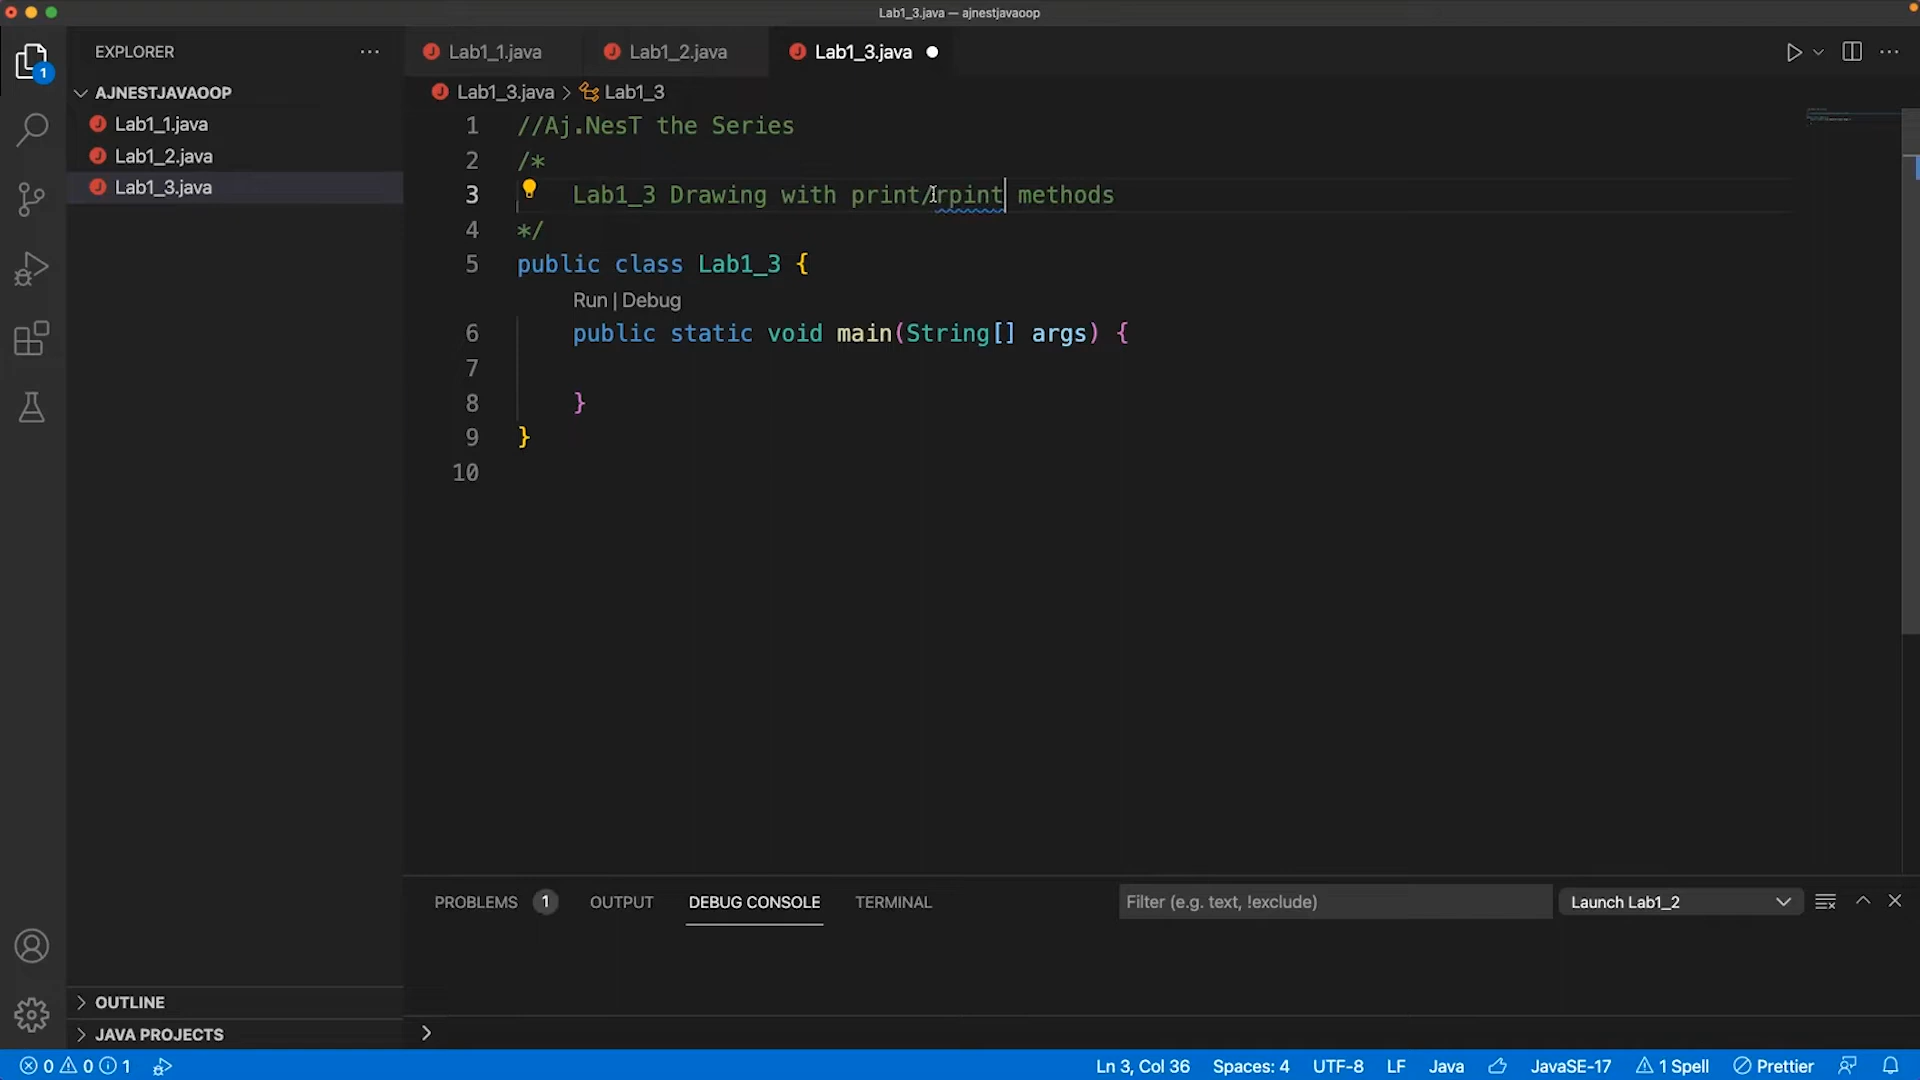 Lab1_3.java — ajnestjavaoop
EXPLORER
Lab1_1.java
Lab1_2.java
Lab1_3.java
AJNESTJAVAOOP
Lab1_1.java
Lab1_2.java
Lab1_3.java
Lab1_3.java > Lab1_3
1 //Aj.NesT the Series
2 /*
3 Lab1_3 Drawing with print/rpint methods
4 */
5 public class Lab1_3 {
Run | Debug
6 public static void main(String[] args) {
7
8 }
9 }
10
1
PROBLEMS 1
OUTPUT
DEBUG CONSOLE
TERMINAL
Filter (e.g. text, !exclude)
Launch Lab1_2
OUTLINE
JAVA PROJECTS
0 0 1
Ln 3, Col 36
Spaces: 4
UTF-8
LF
Java
JavaSE-17
1 Spell
Prettier